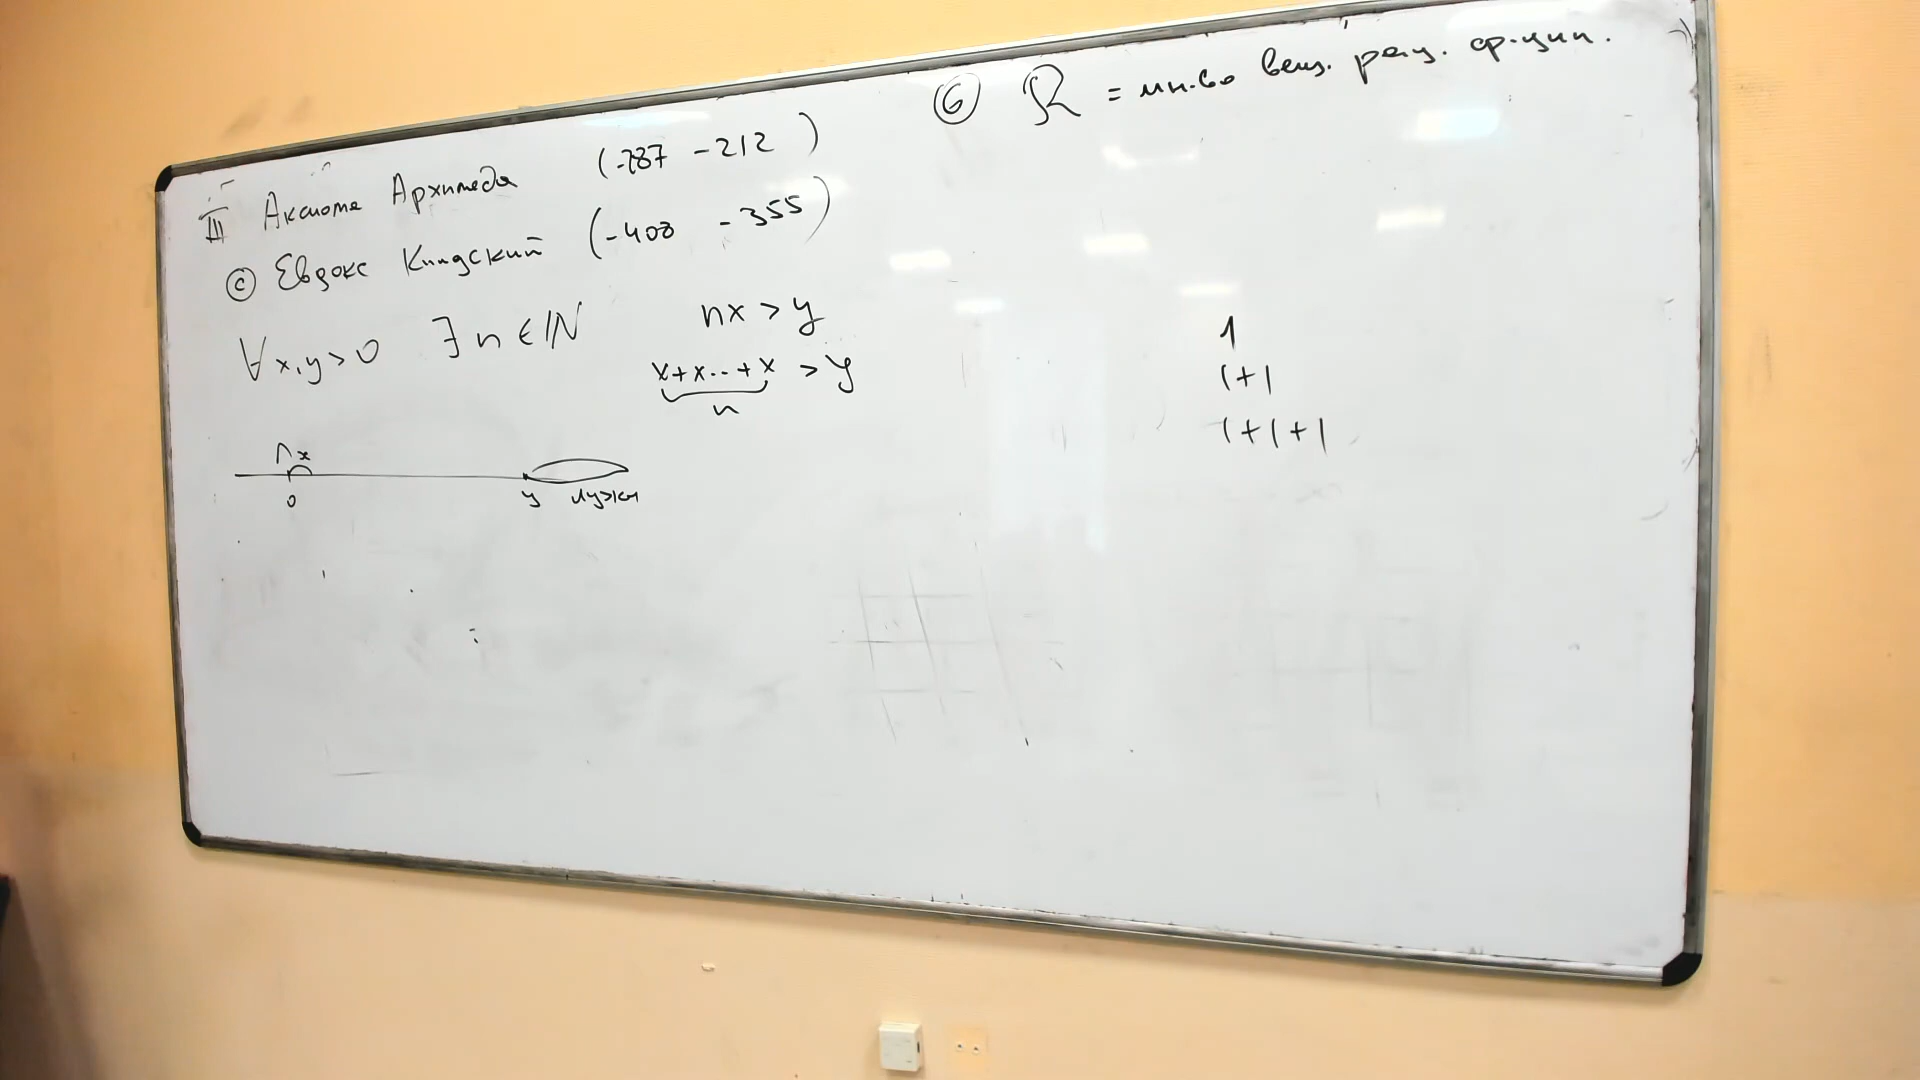 III Аксиома Архимеда (-287 -212)
© Евдокс Книдский (-408 -355)
∀x,y>0 ∃n∈ℕ nx>y
x+x...+x >y
n
x
0 y лужи
⑥ R = мн.во вещ. рац. ф-ции.
1
1+1
1+1+1